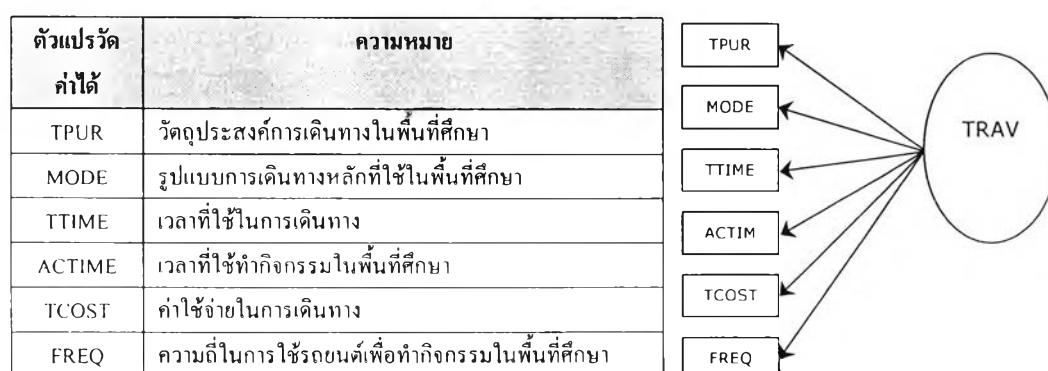 ตัวแปรวัด
ค่าได้
ความหมาย
TPUR วัตถุประสงค์การเดินทางในพื้นที่ศึกษา
MODE รูปแบบการเดินทางหลักที่ใช้ในพื้นที่ศึกษา
TTIME เวลาที่ใช้ในการเดินทาง
ACTIME เวลาที่ใช้ทำกิจกรรมในพื้นที่ศึกษา
TCOST ค่าใช้จ่ายในการเดินทาง
FREQ ความถี่ในการใช้รถยนต์เพื่อทำกิจกรรมในพื้นที่ศึกษา
TPUR
MODE
TTIME
ACTIM
TCOST
FREQ
TRAV